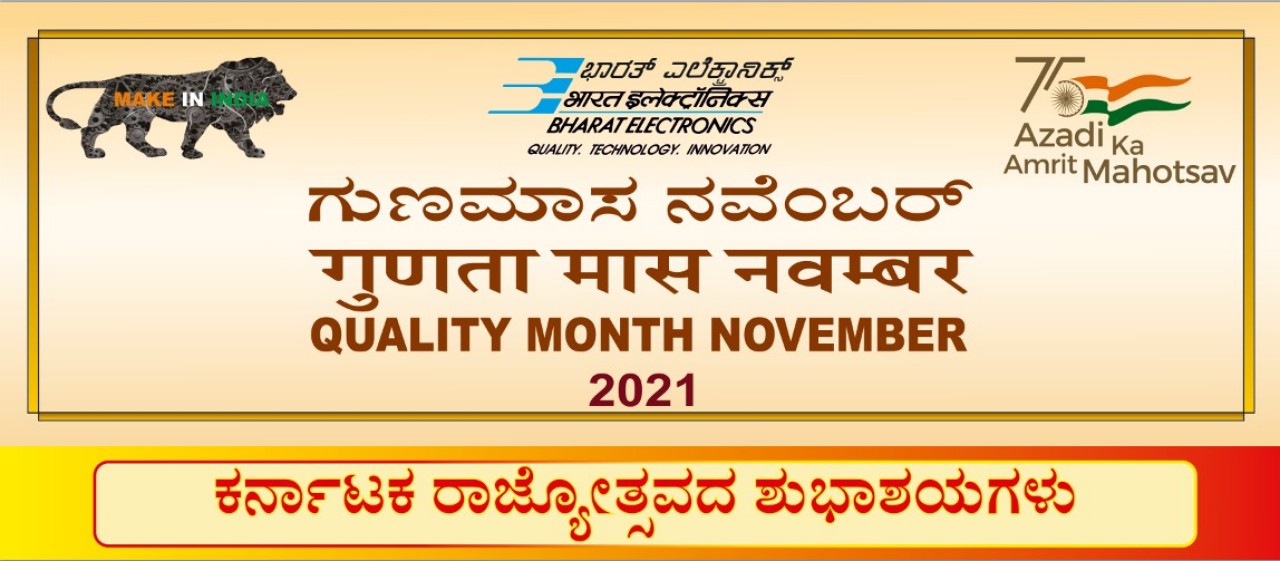 MAKE IN INDIA
ಭಾರತ್ ಎಲೆಕ್ಟ್ರಾನಿಕ್ಸ್
भारत इलेक्ट्रॉनिक्स
BHARAT ELECTRONICS
QUALITY. TECHNOLOGY. INNOVATION
75
Azadi Ka
Amrit Mahotsav
ಗುಣಮಾಸ ನವೆಂಬರ್
गुणता मास नवम्बर
QUALITY MONTH NOVEMBER
2021
ಕರ್ನಾಟಕ ರಾಜ್ಯೋತ್ಸವದ ಶುಭಾಶಯಗಳು